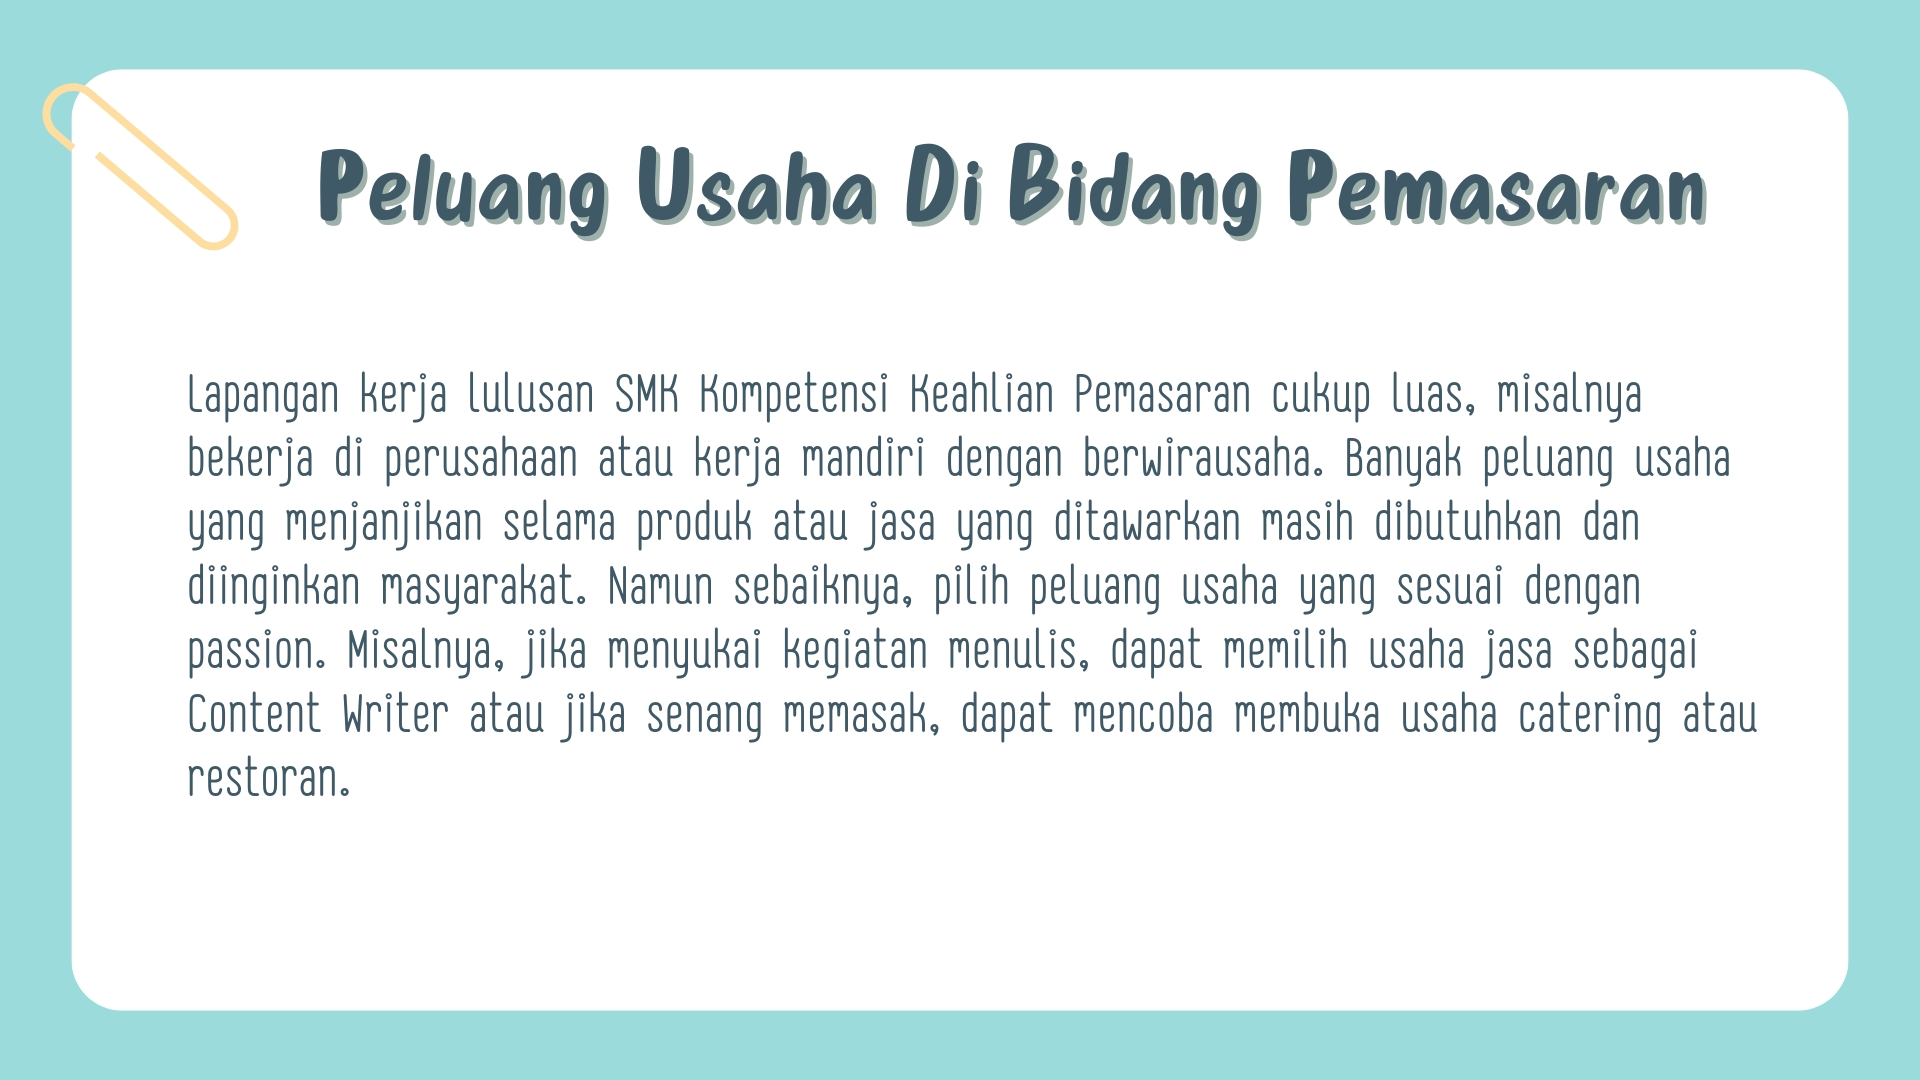 Peluang Usaha Di Bidang Pemasaran
Lapangan kerja lulusan SMK Kompetensi Keahlian Pemasaran cukup luas, misalnya
bekerja di perusahaan atau kerja mandiri dengan berwirausaha. Banyak peluang usaha
yang menjanjikan selama produk atau jasa yang ditawarkan masih dibutuhkan dan
diinginkan masyarakat. Namun sebaiknya, pilih peluang usaha yang sesuai dengan
passion. Misalnya, jika menyukai kegiatan menulis, dapat memilih usaha jasa sebagai
Content Writer atau jika senang memasak, dapat mencoba membuka usaha catering atau
restoran.